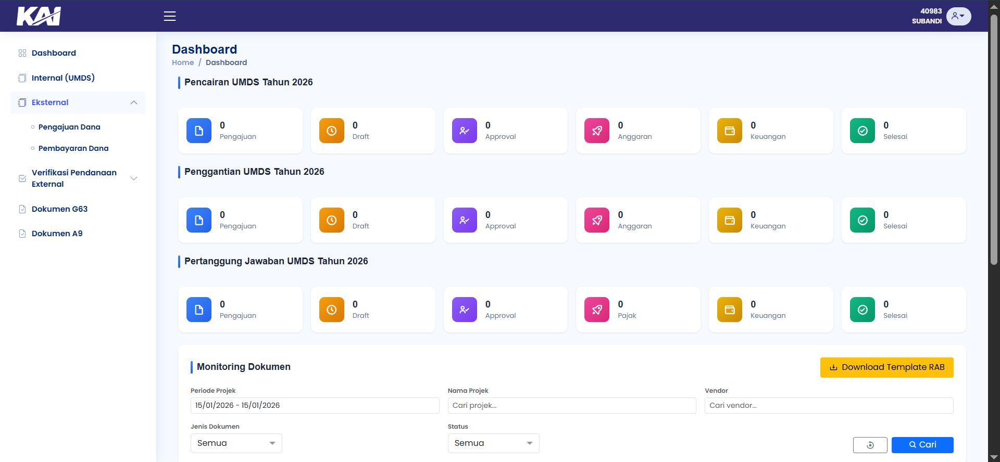 KAI
40983
SUBANDI
Dashboard
Internal (UMDS)
Eksternal
Pengajuan Dana
Pembayaran Dana
Verifikasi Pendanaan
External
Dokumen G63
Dokumen A9
Dashboard
Home / Dashboard
Pencairan UMDS Tahun 2026
0
Pengajuan
0
Draft
0
Approval
0
Anggaran
0
Keuangan
0
Selesai
Penggantian UMDS Tahun 2026
0
Pengajuan
0
Draft
0
Approval
0
Anggaran
0
Keuangan
0
Selesai
Pertanggung Jawaban UMDS Tahun 2026
0
Pengajuan
0
Draft
0
Approval
0
Pajak
0
Keuangan
0
Selesai
Monitoring Dokumen
Download Template RAB
Periode Projek
15/01/2026 - 15/01/2026
Nama Projek
Cari projek...
Vendor
Cari vendor...
Jenis Dokumen
Semua
Status
Semua
Cari